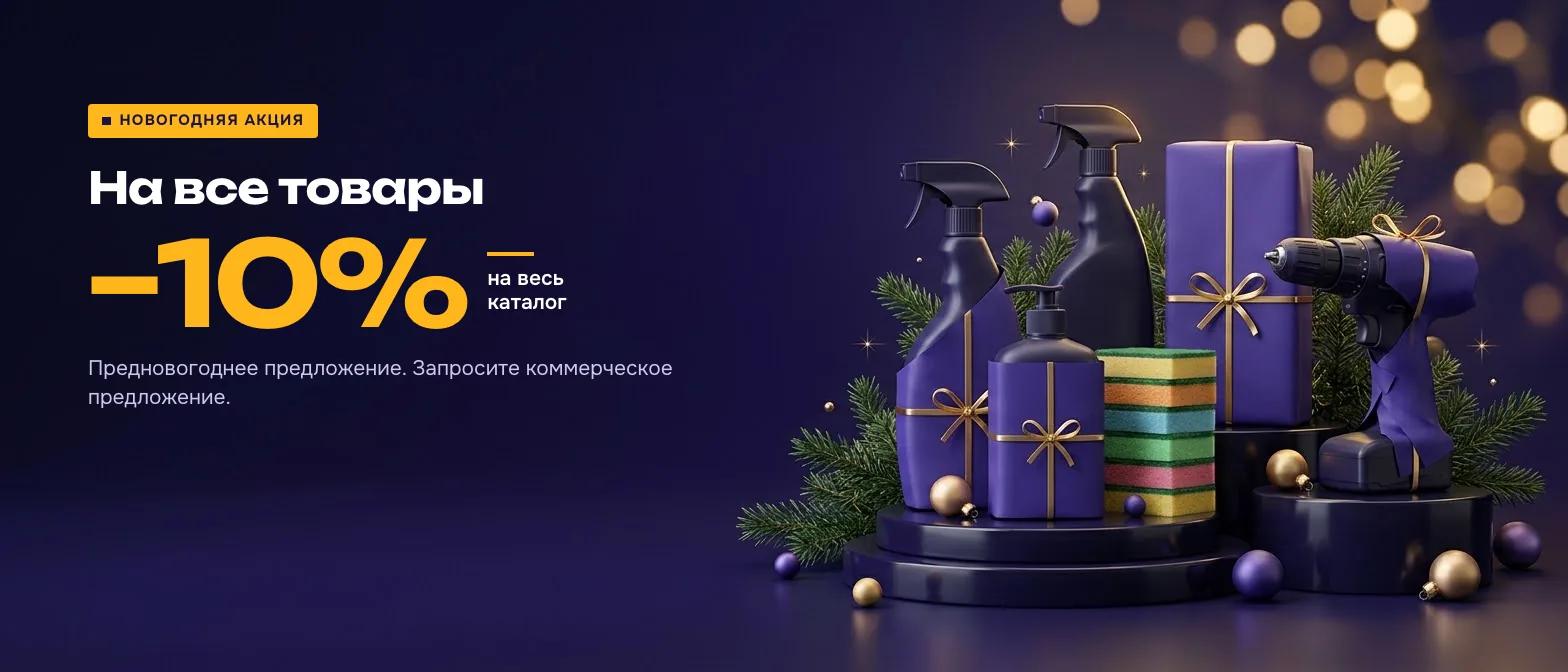 НОВОГОДНЯЯ АКЦИЯ
На все товары
–10%
на весь
каталог
Предновогоднее предложение. Запросите коммерческое
предложение.